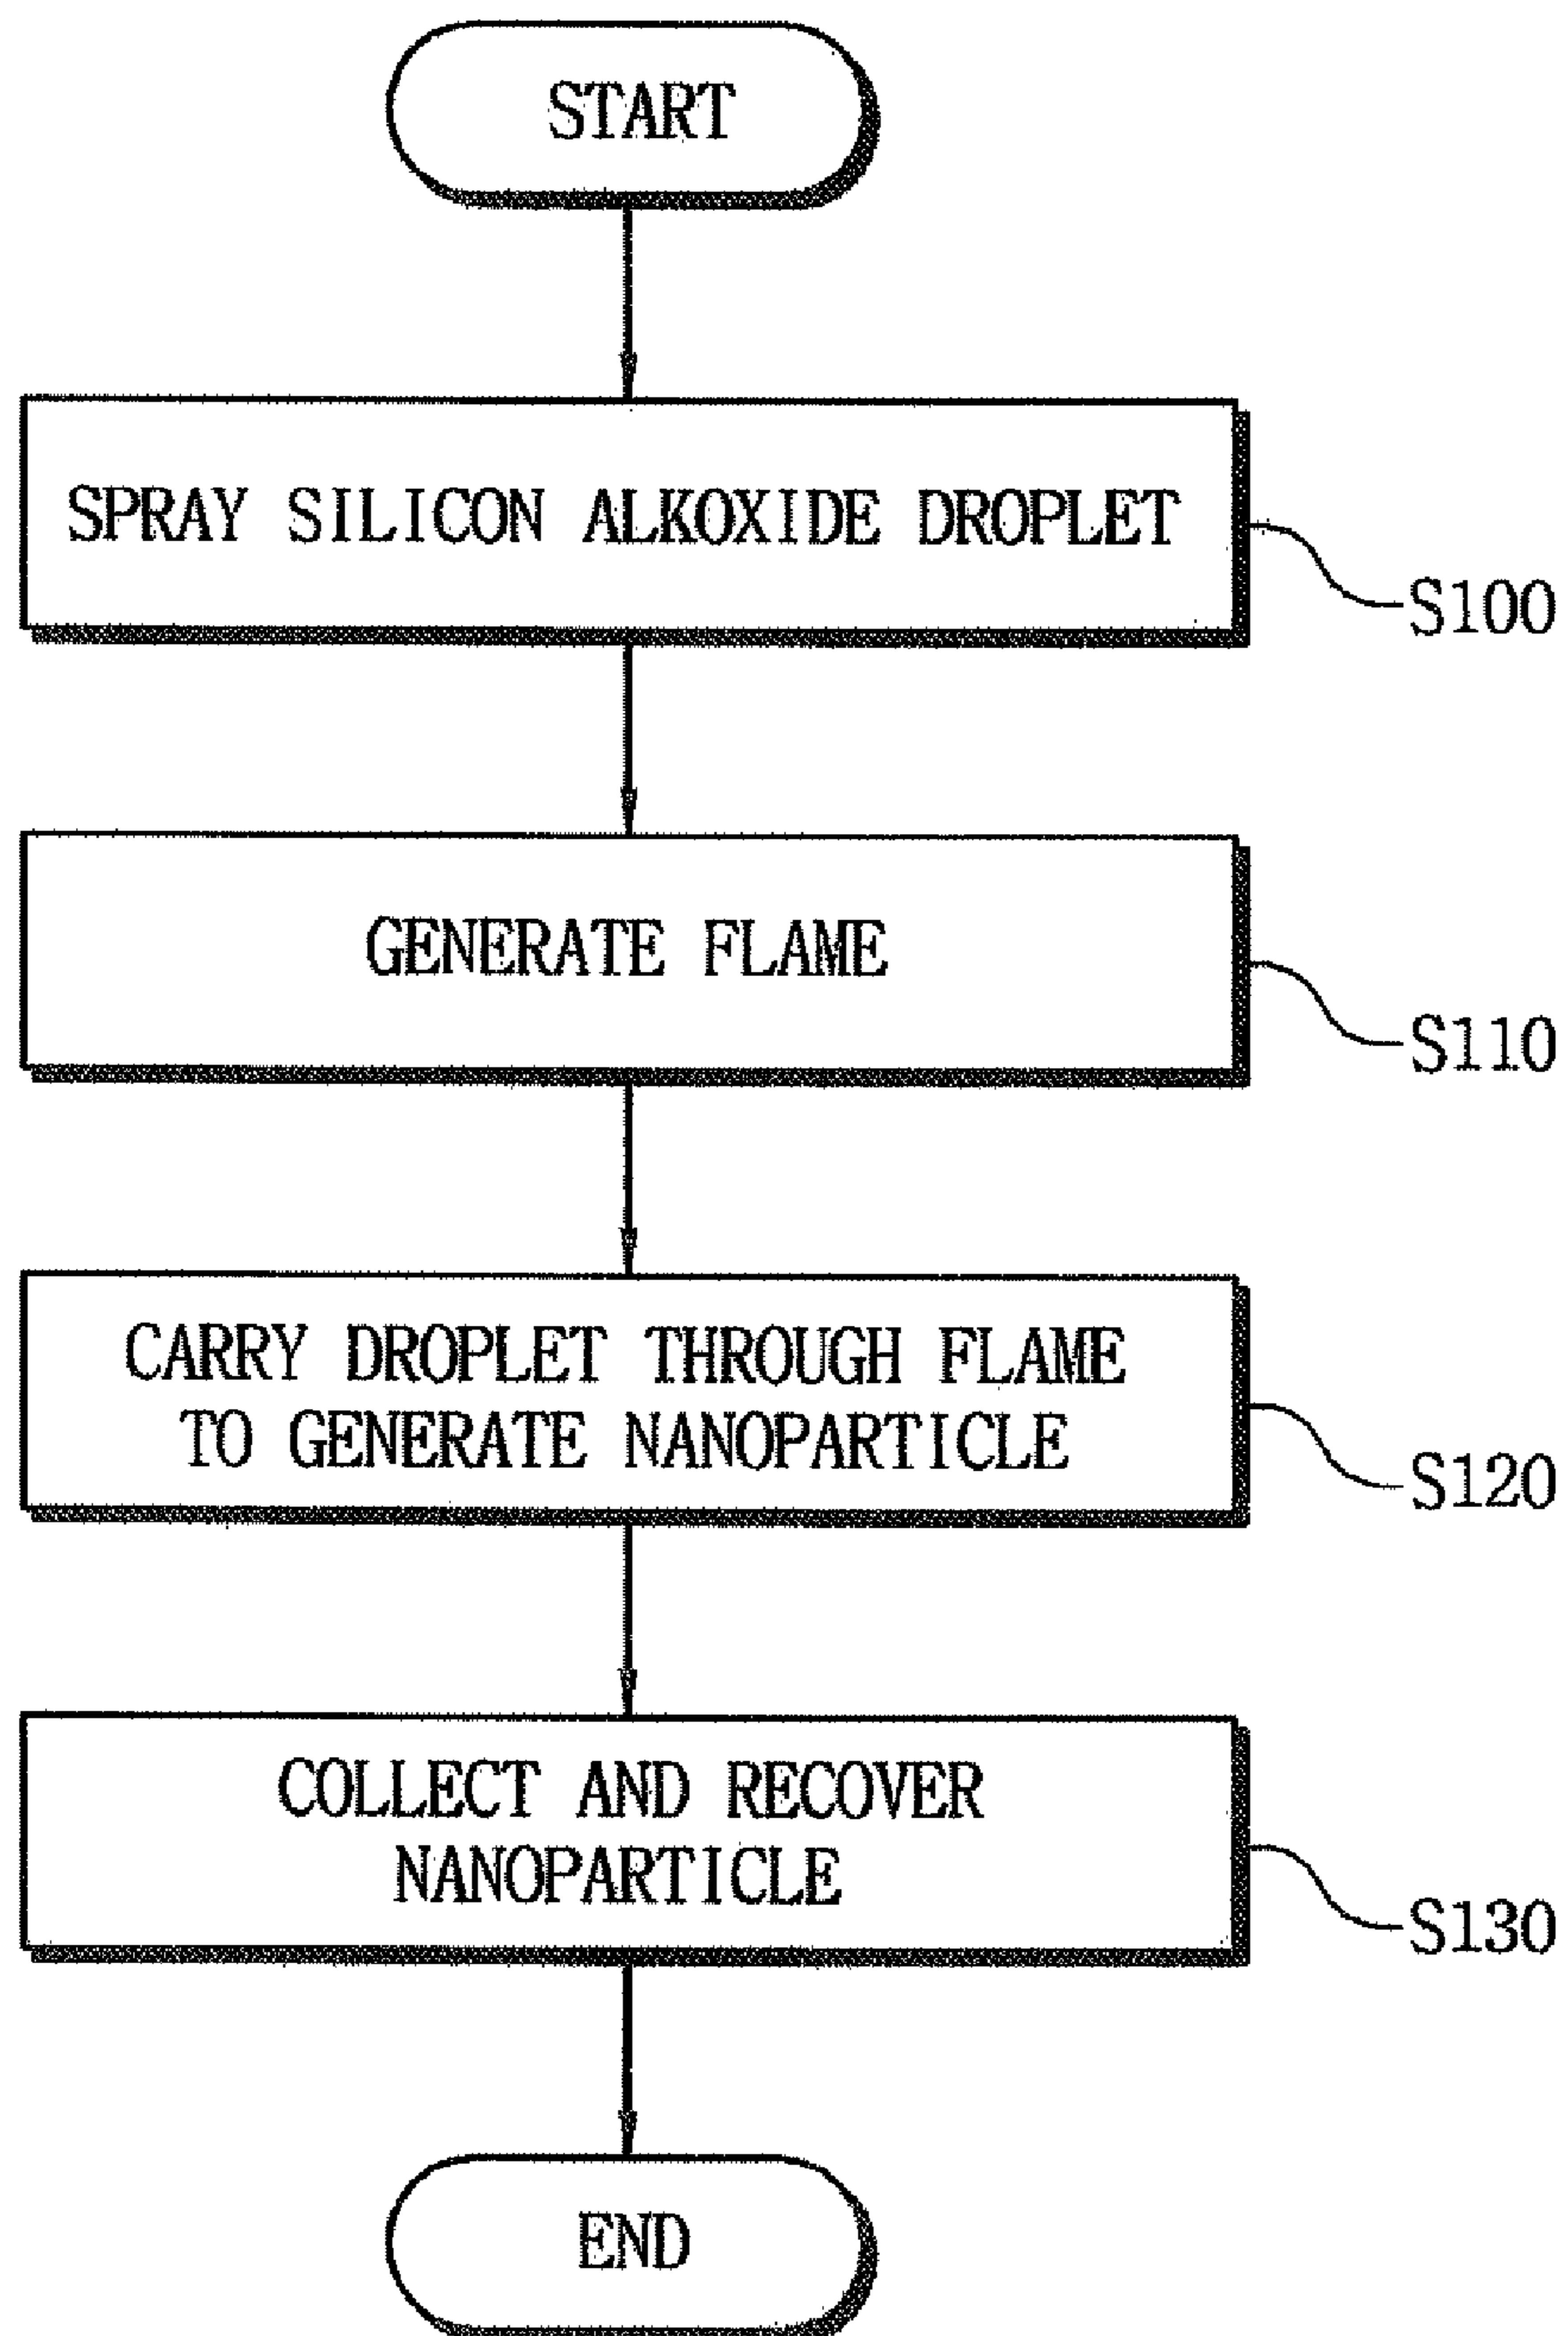 START
SPRAY SILICON ALKOXIDE DROPLET
S100
GENERATE FLAME
S110
CARRY DROPLET THROUGH FLAME
TO GENERATE NANOPARTICLE
S120
COLLECT AND RECOVER
NANOPARTICLE
S130
END